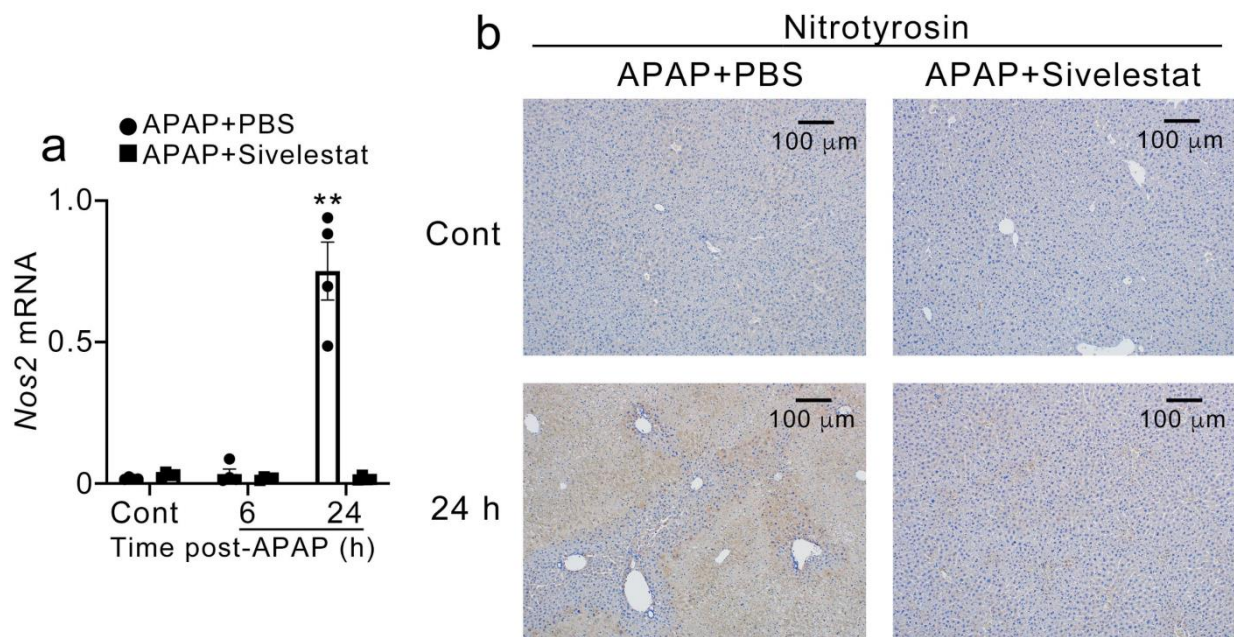 a
● APAP+PBS
■ APAP+Sivelestat
**
1.0
0.5
0
Nos2 mRNA
Cont 6 24
Time post-APAP (h)
b
Nitrotyrosin
APAP+PBS APAP+Sivelestat
Cont
100 μm 100 μm
24 h
100 μm 100 μm